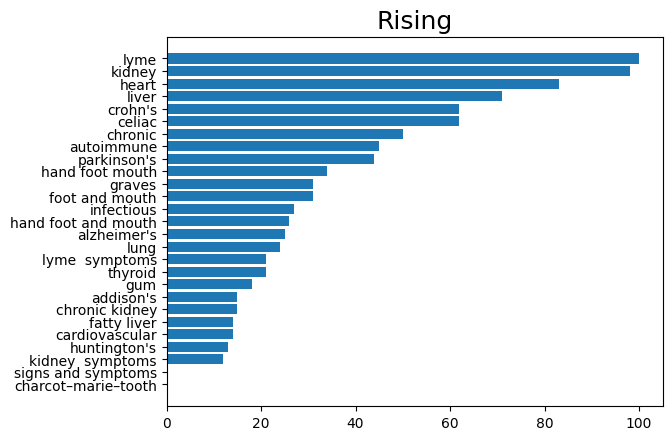 Rising
lyme
kidney
heart
liver
crohn's
celiac
chronic
autoimmune
parkinson's
hand foot mouth
graves
foot and mouth
infectious
hand foot and mouth
alzheimer's
lung
lyme  symptoms
thyroid
gum
addison's
chronic kidney
fatty liver
cardiovascular
huntington's
kidney  symptoms
signs and symptoms
charcot–marie–tooth
0 20 40 60 80 100